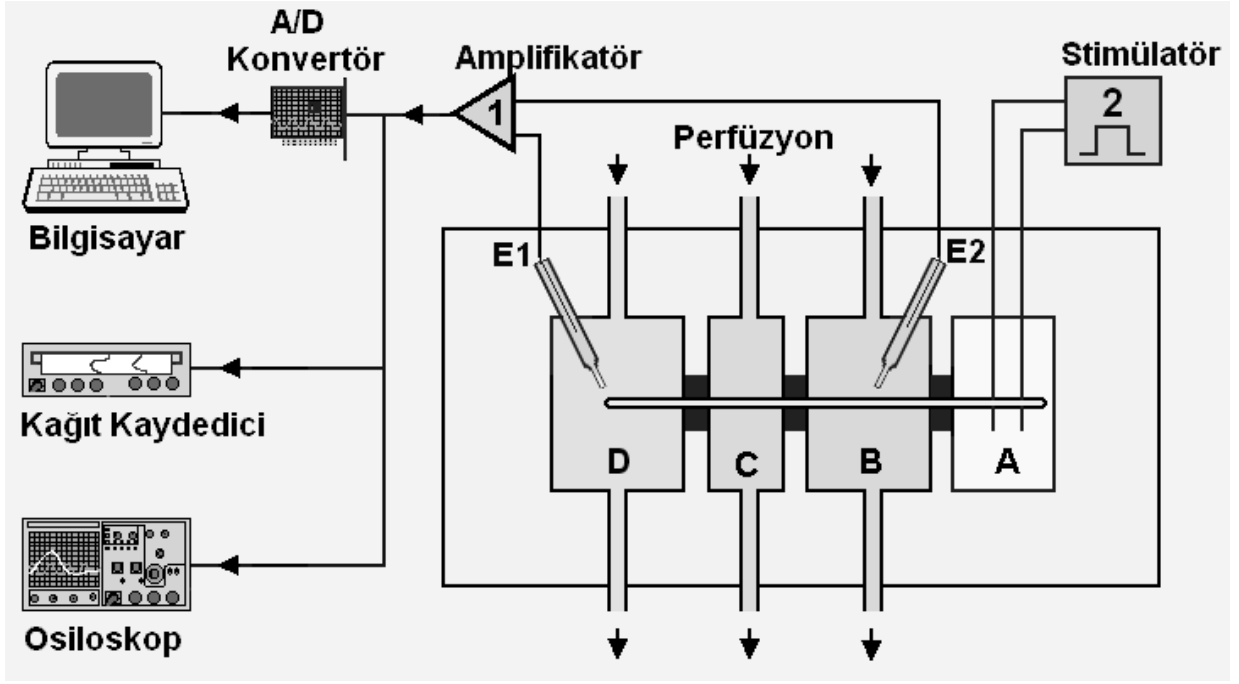 A/D
Konvertör
Amplifikatör
Stimülatör
1
2
Perfüzyon
Bilgisayar
E1
E2
Kağıt Kaydedici
D
C
B
A
Osiloskop